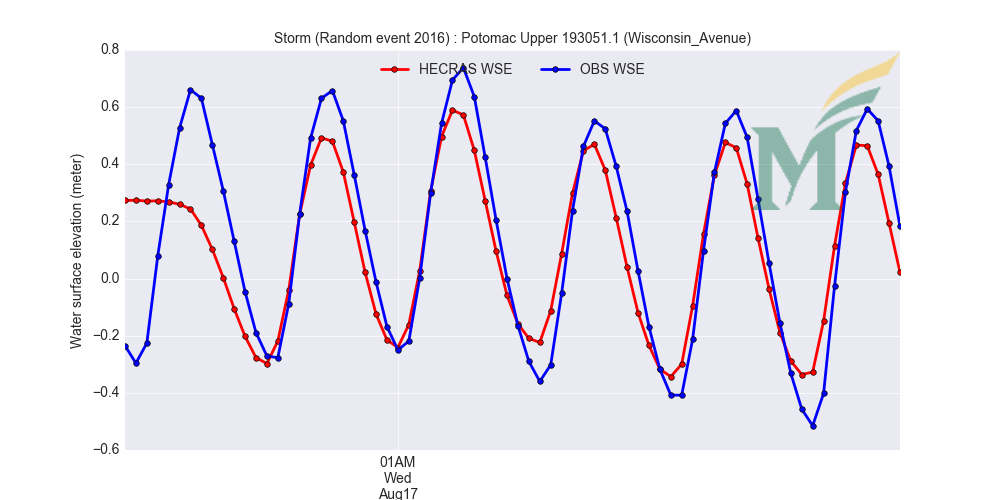 Storm (Random event 2016) : Potomac Upper 193051.1 (Wisconsin_Avenue)
HECRAS WSE
OBS WSE
Water surface elevation (meter)
0.8
0.6
0.4
0.2
0.0
−0.2
−0.4
−0.6
01AM
Wed
Aug17
M